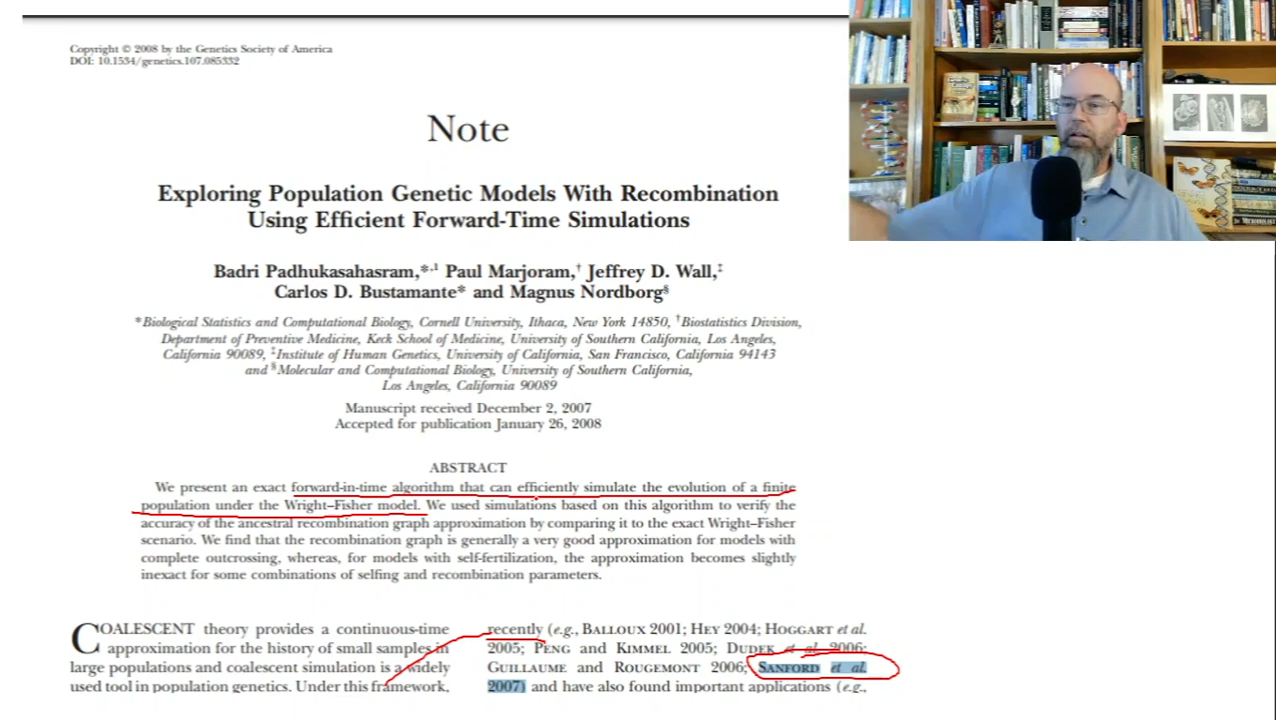 Copyright © 2008 by the Genetics Society of America
DOI: 10.1534/genetics.107.085332
Note
Exploring Population Genetic Models With Recombination
Using Efficient Forward-Time Simulations
Badri Padhukasahasram,*,1 Paul Marjoram,† Jeffrey D. Wall,‡
Carlos D. Bustamante* and Magnus Nordborg§
*Biological Statistics and Computational Biology, Cornell University, Ithaca, New York 14850, †Biostatistics Division,
Department of Preventive Medicine, Keck School of Medicine, University of Southern California, Los Angeles,
California 90089, ‡Institute of Human Genetics, University of California, San Francisco, California 94143
and §Molecular and Computational Biology, University of Southern California,
Los Angeles, California 90089
Manuscript received December 2, 2007
Accepted for publication January 26, 2008
ABSTRACT
We present an exact forward-in-time algorithm that can efficiently simulate the evolution of a finite
population under the Wright–Fisher model. We used simulations based on this algorithm to verify the
accuracy of the ancestral recombination graph approximation by comparing it to the exact Wright–Fisher
scenario. We find that the recombination graph is generally a very good approximation for models with
complete outcrossing, whereas, for models with self-fertilization, the approximation becomes slightly
inexact for some combinations of selfing and recombination parameters.
COALESCENT theory provides a continuous-time
approximation for the history of small samples in
large populations and coalescent simulation is a widely
used tool in population genetics. Under this framework,
recently (e.g., BALLOUX 2001; HEY 2004; HOGGART et al.
2005; PENG and KIMMEL 2005; DUDEK et al. 2006;
GUILLAUME and ROUGEMONT 2006; SANFORD et al.
2007) and have also found important applications (e.g.,